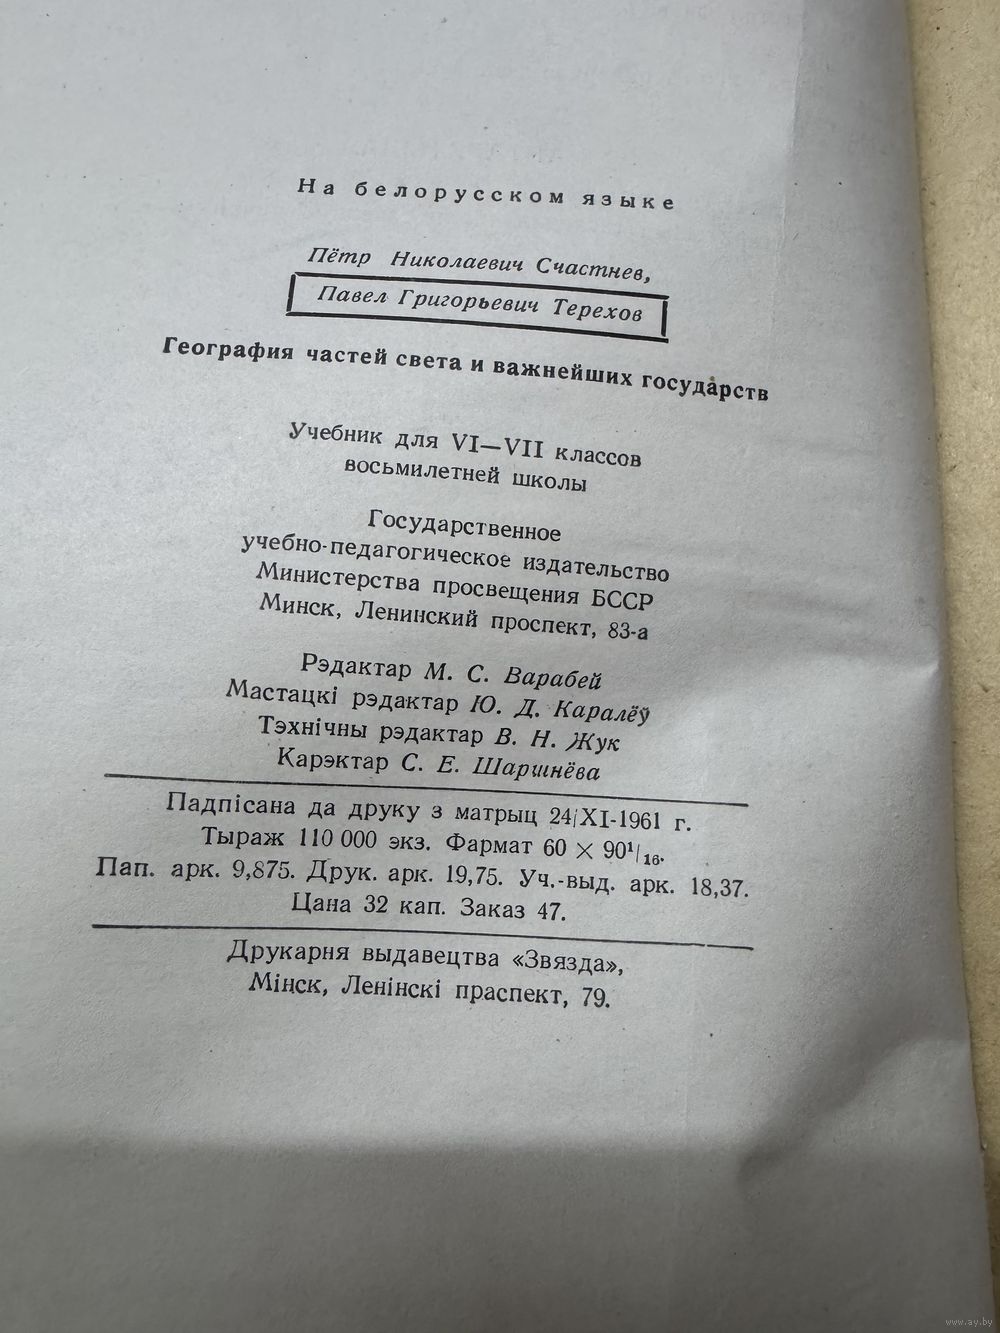 На белорусском языке
Пётр Николаевич Счастнев,
Павел Григорьевич Терехов
География частей света и важнейших государств
Учебник для VI—VII классов
восьмилетней школы
Государственное
учебно-педагогическое издательство
Министерства просвещения БССР
Минск, Ленинский проспект, 83-а
Рэдактар М. С. Варабей
Мастацкі рэдактар Ю. Д. Каралёў
Тэхнічны рэдактар В. Н. Жук
Карэктар С. Е. Шаршнёва
Падпісана да друку з матрыц 24/XI-1961 г.
Тыраж 110 000 экз. Фармат 60 × 90¹/₁₆.
Пап. арк. 9,875. Друк. арк. 19,75. Уч.-выд. арк. 18,37.
Цана 32 кап. Заказ 47.
Друкарня выдавецтва «Звязда»,
Мінск, Ленінскі праспект, 79.
www.ay.by